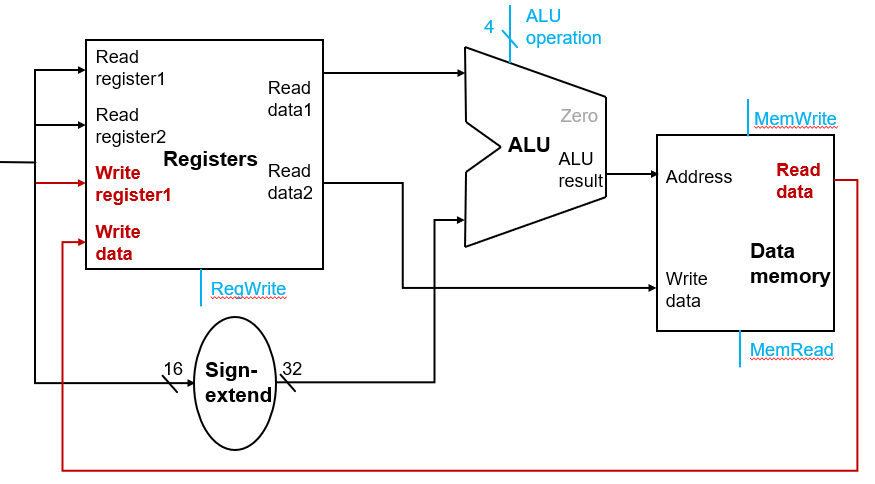 4
ALU
operation
Read
register1
Read
data1
Read
register2
Registers
Write
register1
Read
data2
Write
data
RegWrite
Zero
ALU
ALU
result
MemWrite
Address
Read
data
Data
memory
Write
data
MemRead
16
Sign-
extend
32